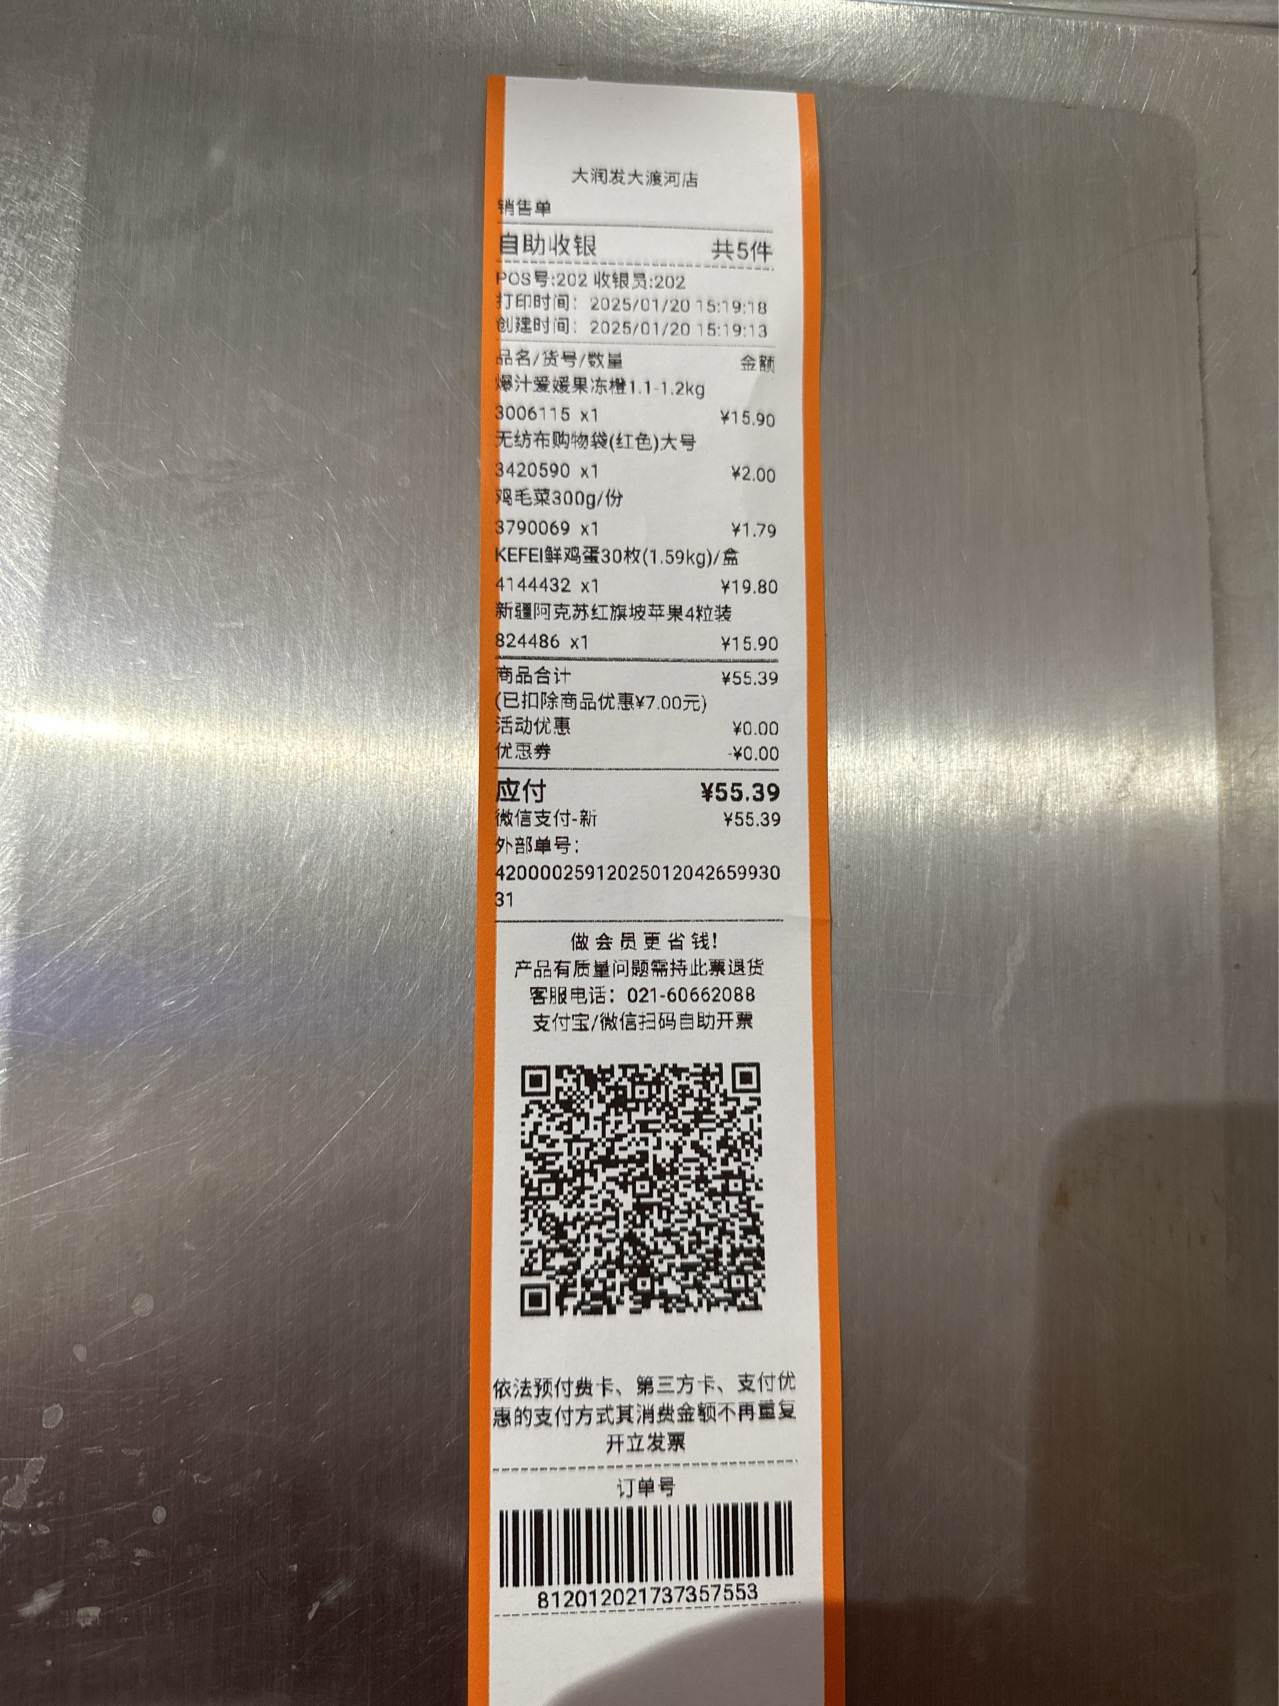 大润发大渡河店
销售单
自助收银 共5件
POS号:202 收银员:202
打印时间：2025/01/20 15:19:18
创建时间：2025/01/20 15:19:13
品名/货号/数量 金额
爆汁爱媛果冻橙1.1-1.2kg
3006115 x1 ¥15.90
无纺布购物袋(红色)大号
3420590 x1 ¥2.00
鸡毛菜300g/份
3790069 x1 ¥1.79
KEFEI鲜鸡蛋30枚(1.59kg)/盒
4144432 x1 ¥19.80
新疆阿克苏红旗坡苹果4粒装
824486 x1 ¥15.90
商品合计 ¥55.39
(已扣除商品优惠¥7.00元)
活动优惠 ¥0.00
优惠券 -¥0.00
应付 ¥55.39
微信支付-新 ¥55.39
外部单号：
42000025912025012042659930
31
做会员更省钱!
产品有质量问题需持此票退货
客服电话：021-60662088
支付宝/微信扫码自助开票
依法预付费卡、第三方卡、支付优
惠的支付方式其消费金额不再重复
开立发票
订单号
812012021737357553